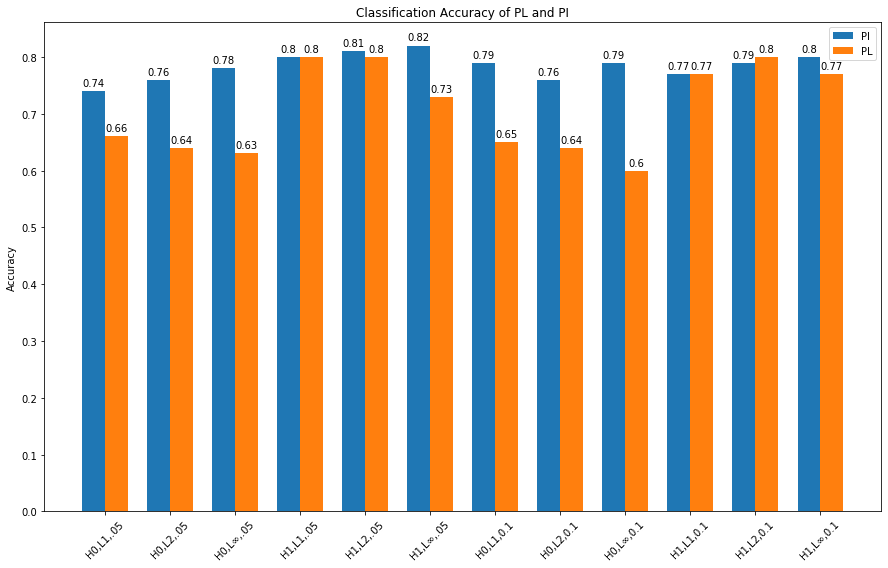 Classification Accuracy of PL and PI
PI
PL
Accuracy
0.8
0.7
0.6
0.5
0.4
0.3
0.2
0.1
0.0
0.74
0.66
0.76
0.64
0.78
0.63
0.8
0.8
0.81
0.8
0.82
0.73
0.79
0.65
0.76
0.64
0.79
0.6
0.77
0.77
0.79
0.8
0.8
0.77
H0,L1,.05
H0,L2,.05
H0,L∞,.05
H1,L1,.05
H1,L2,.05
H1,L∞,.05
H0,L1,0.1
H0,L2,0.1
H0,L∞,0.1
H1,L1,0.1
H1,L2,0.1
H1,L∞,0.1